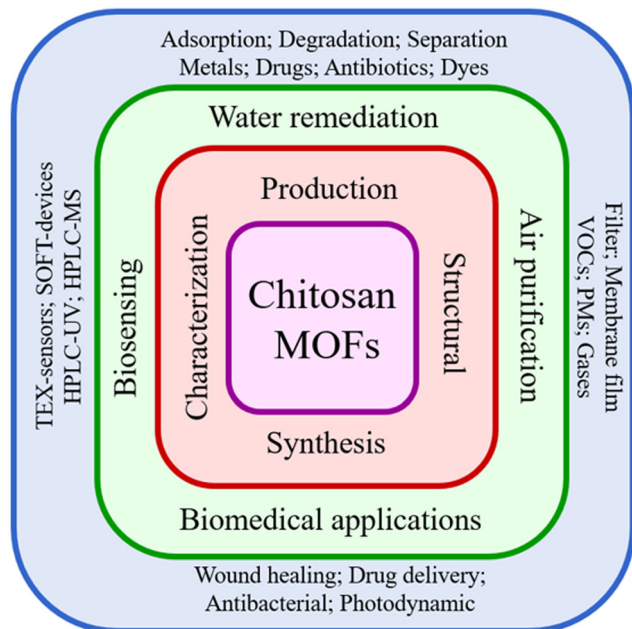 Adsorption; Degradation; Separation
Metals; Drugs; Antibiotics; Dyes
Water remediation
Production
TEX-sensors; SOFT-devices
HPLC-UV; HPLC-MS
Biosensing
Characterization
Chitosan
MOFs
Structural
Air purification
Filter; Membrane film
VOCs; PMs; Gases
Synthesis
Biomedical applications
Wound healing; Drug delivery;
Antibacterial; Photodynamic